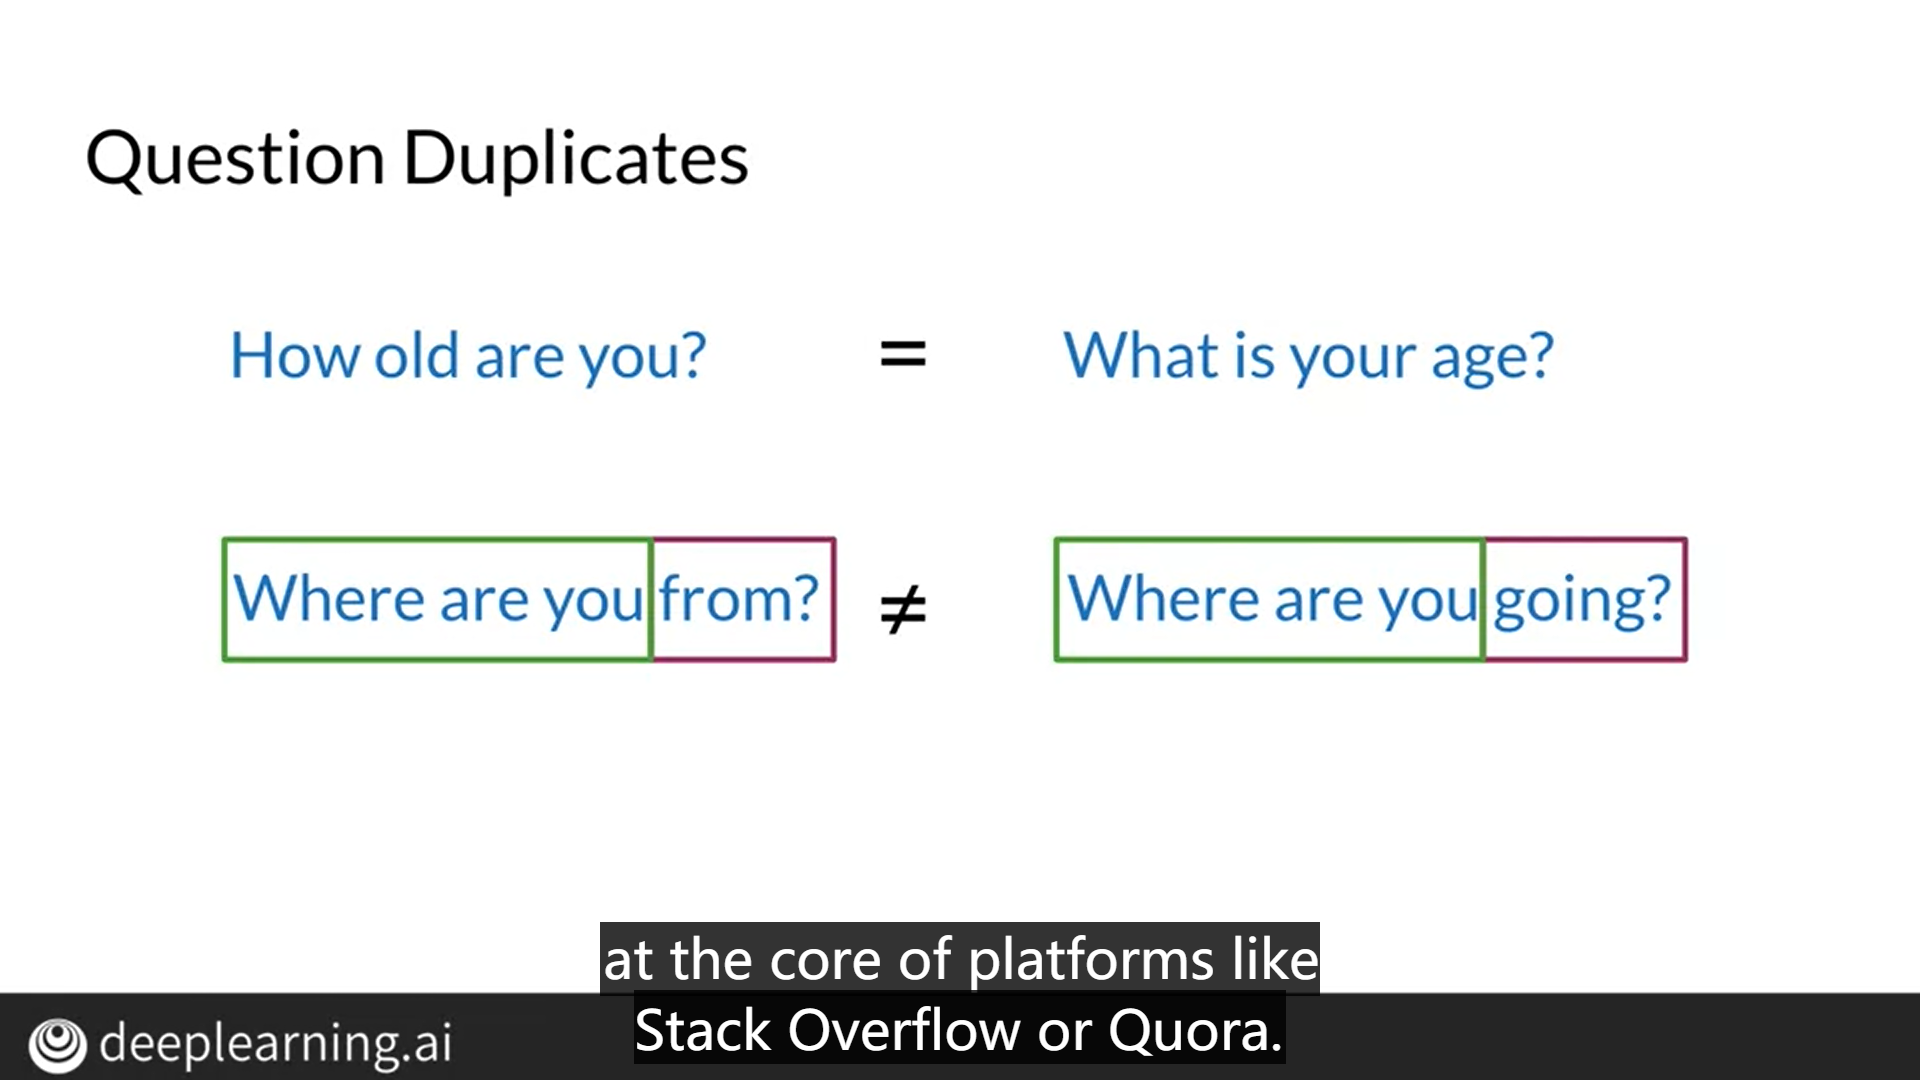 Question Duplicates
How old are you? = What is your age?
Where are you from? ≠ Where are you going?
at the core of platforms like
Stack Overflow or Quora.
deeplearning.ai